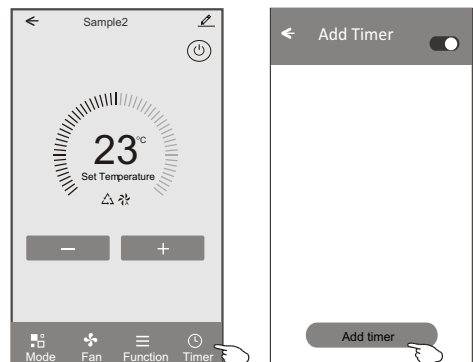 Sample2
23°C
Set Temperature
Mode Fan Function Timer
Add Timer
Add timer